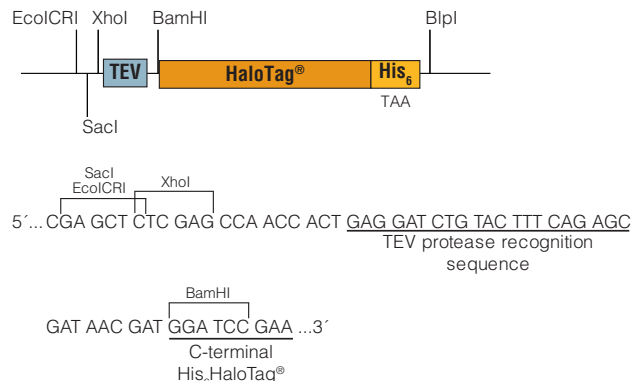 EcoICRI XhoI BamHI BlpI
TEV HaloTag® His6
TAA
SacI
SacI
EcoICRI XhoI
5´... CGA GCT CTC GAG CCA ACC ACT GAG GAT CTG TAC TTT CAG AGC
TEV protease recognition
sequence
BamHI
GAT AAC GAT GGA TCC GAA ...3´
C-terminal
His6HaloTag®